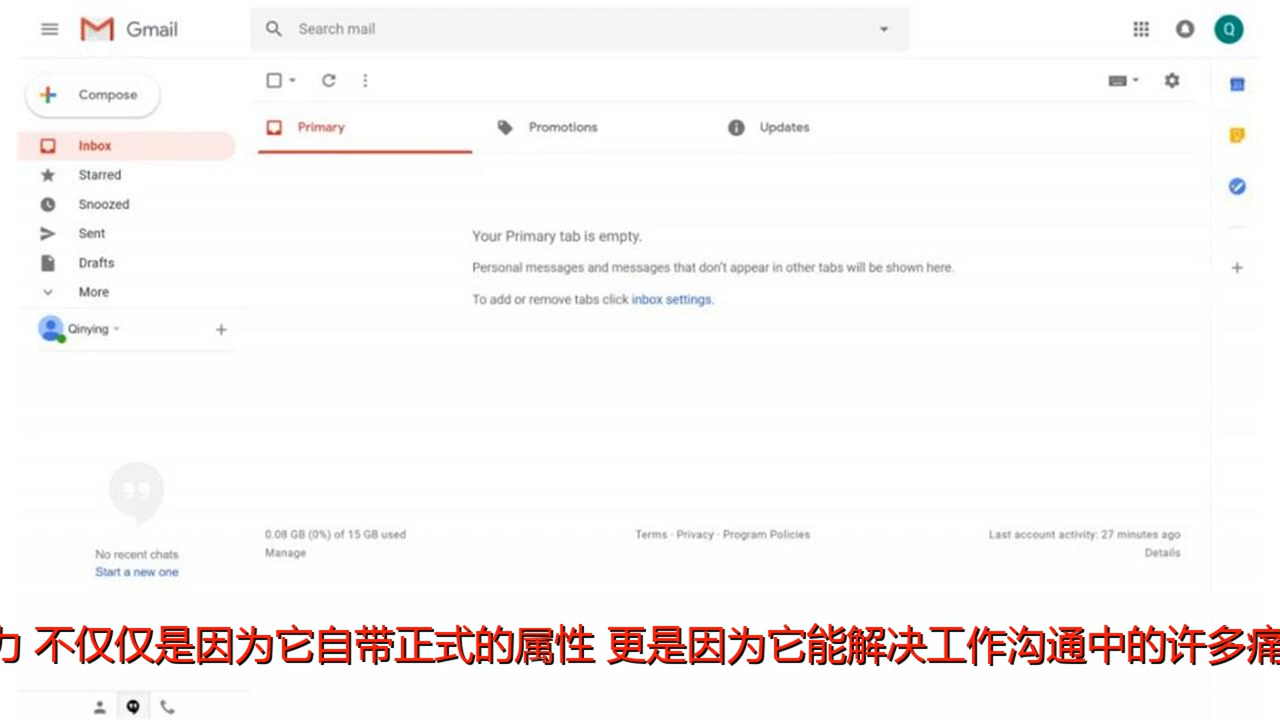 Gmail
Search mail
Q
Compose
Primary
Promotions
Updates
Inbox
Starred
Snoozed
Sent
Drafts
More
Your Primary tab is empty.
Personal messages and messages that don't appear in other tabs will be shown here.
To add or remove tabs click inbox settings.
Qinying
No recent chats
Start a new one
0.08 GB (0%) of 15 GB used
Manage
Terms · Privacy · Program Policies
Last account activity: 27 minutes ago
Details
不仅仅是因为它自带正式的属性 更是因为它能解决工作沟通中的许多痛